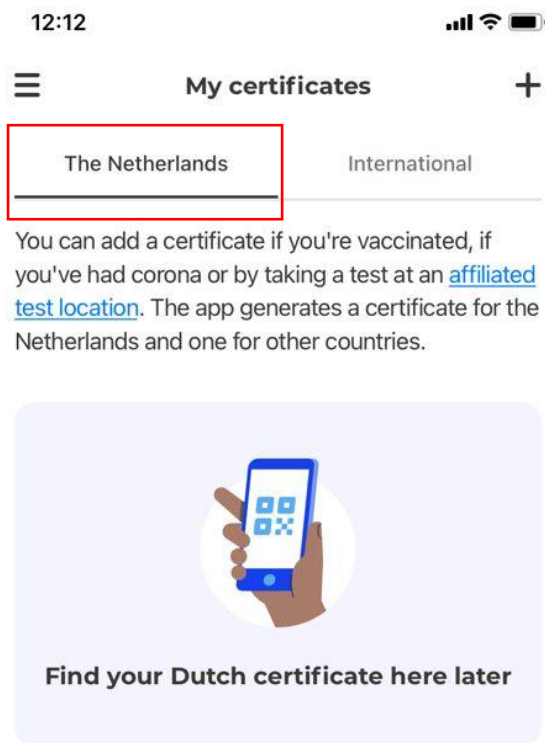 12:12
My certificates
The Netherlands
International
You can add a certificate if you're vaccinated, if
you've had corona or by taking a test at an affiliated
test location. The app generates a certificate for the
Netherlands and one for other countries.
Find your Dutch certificate here later